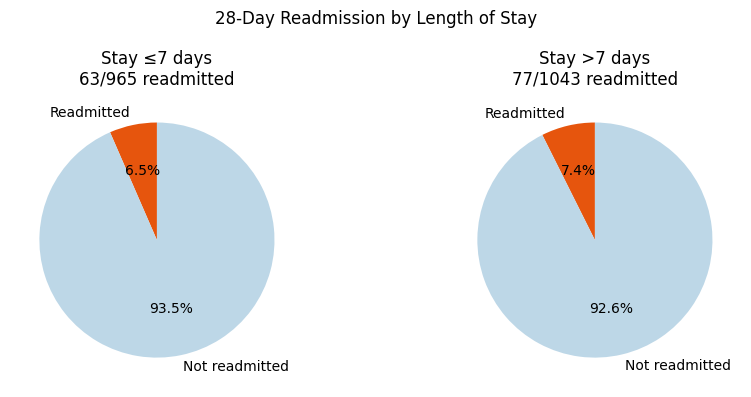 28-Day Readmission by Length of Stay
Stay ≤7 days
63/965 readmitted
Readmitted
6.5%
93.5%
Not readmitted
Stay >7 days
77/1043 readmitted
Readmitted
7.4%
92.6%
Not readmitted